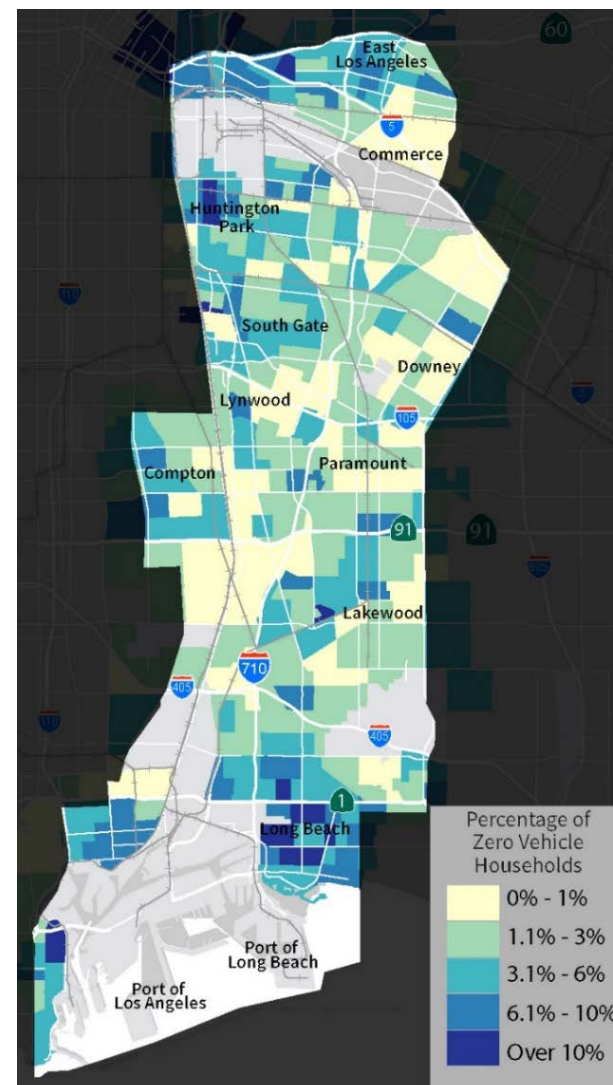 60
East
Los Angeles
5
Commerce
Huntington
Park
110
South Gate
Downey
5
Lynwood
105
Compton
Paramount
91
91
605
Lakewood
710
405
110
405
1
Long Beach
Port of
Long Beach
Port of
Los Angeles
Percentage of
Zero Vehicle
Households
0% - 1%
1.1% - 3%
3.1% - 6%
6.1% - 10%
Over 10%